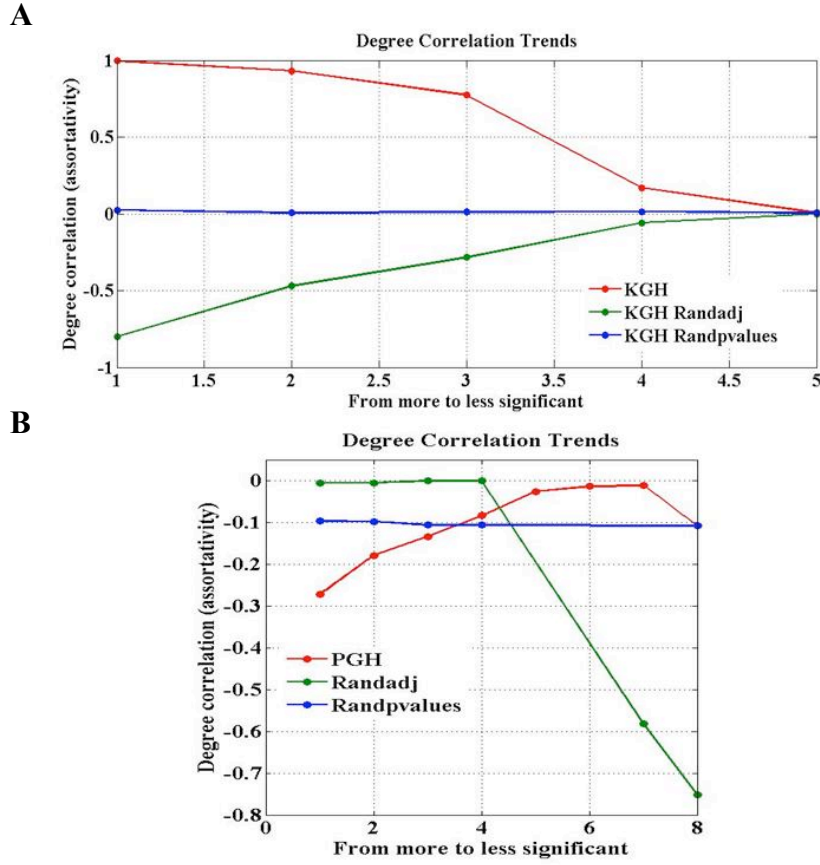 A
Degree Correlation Trends
Degree correlation (assortativity)
1
0.5
0
-0.5
-1
KGH
KGH Randadj
KGH Randpvalues
1 1.5 2 2.5 3 3.5 4 4.5 5
From more to less significant
B
Degree Correlation Trends
Degree correlation (assortativity)
0
-0.1
-0.2
-0.3
-0.4
-0.5
-0.6
-0.7
-0.8
PGH
Randadj
Randpvalues
0 2 4 6 8
From more to less significant